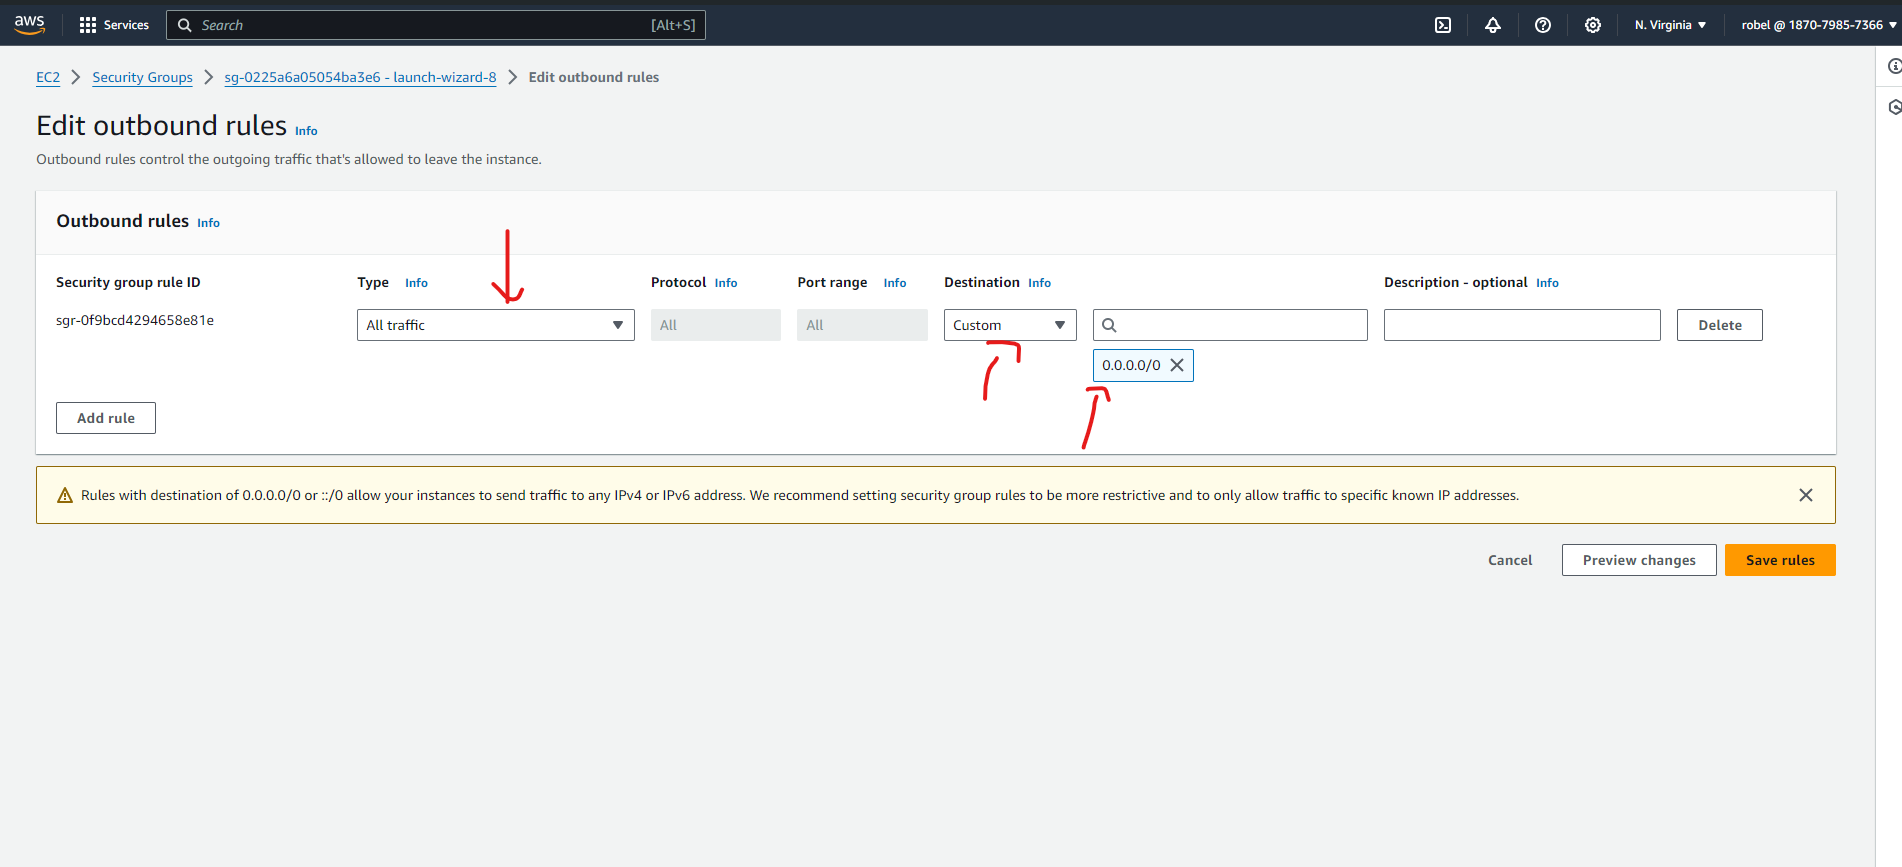 aws Services Search [Alt+S] N. Virginia robel @ 1870-7985-7366
EC2 Security Groups sg-0225a6a05054ba3e6 - launch-wizard-8 Edit outbound rules
Edit outbound rules Info
Outbound rules control the outgoing traffic that's allowed to leave the instance.
Outbound rules Info
Security group rule ID Type Info Protocol Info Port range Info Destination Info Description - optional Info
sgr-0f9bcd4294658e81e All traffic All All Custom Delete
0.0.0.0/0
Add rule
Rules with destination of 0.0.0.0/0 or ::/0 allow your instances to send traffic to any IPv4 or IPv6 address. We recommend setting security group rules to be more restrictive and to only allow traffic to specific known IP addresses.
Cancel Preview changes Save rules